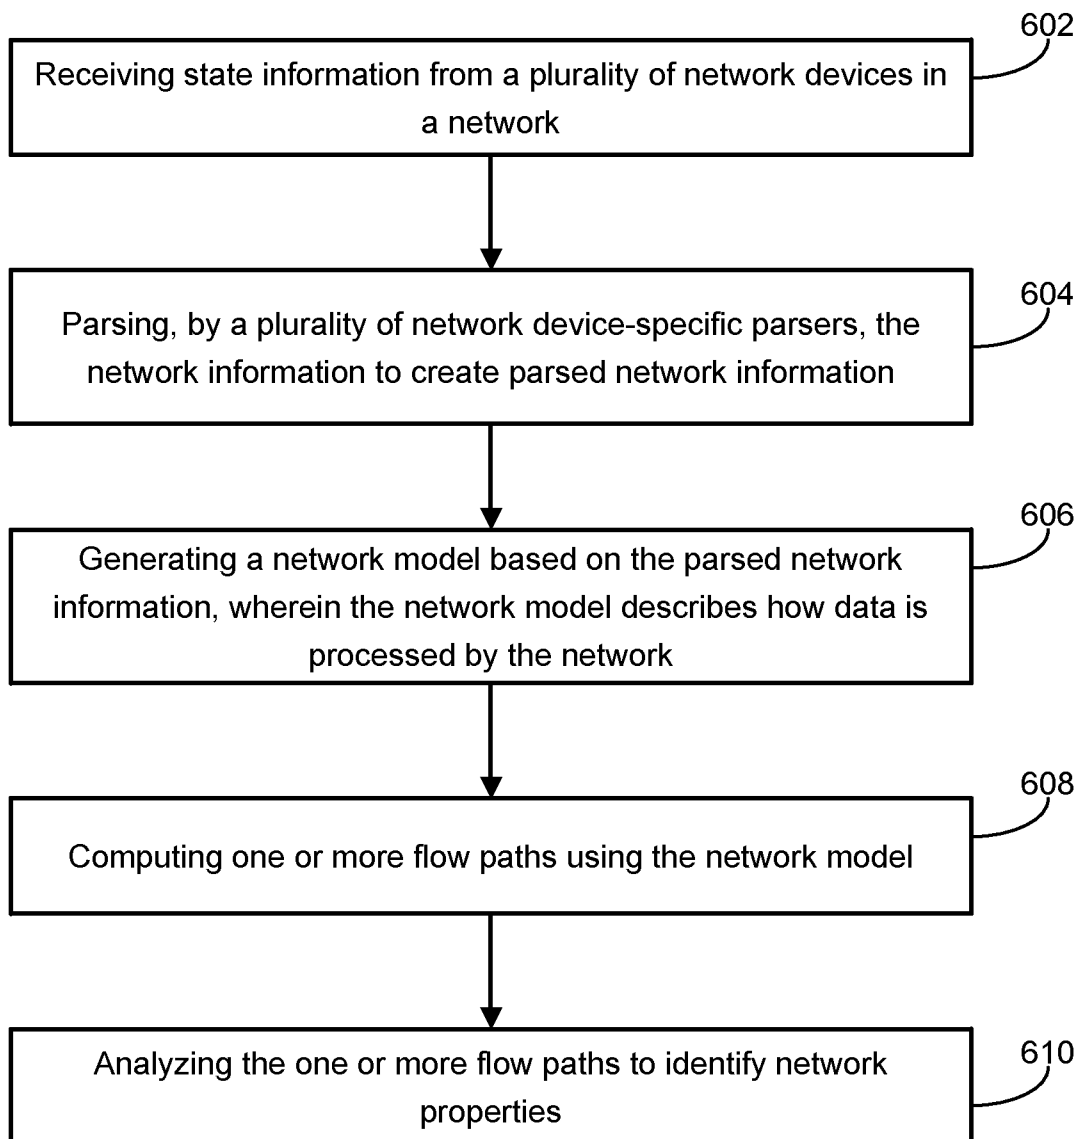 602
Receiving state information from a plurality of network devices in
a network
604
Parsing, by a plurality of network device-specific parsers, the
network information to create parsed network information
606
Generating a network model based on the parsed network
information, wherein the network model describes how data is
processed by the network
608
Computing one or more flow paths using the network model
610
Analyzing the one or more flow paths to identify network
properties